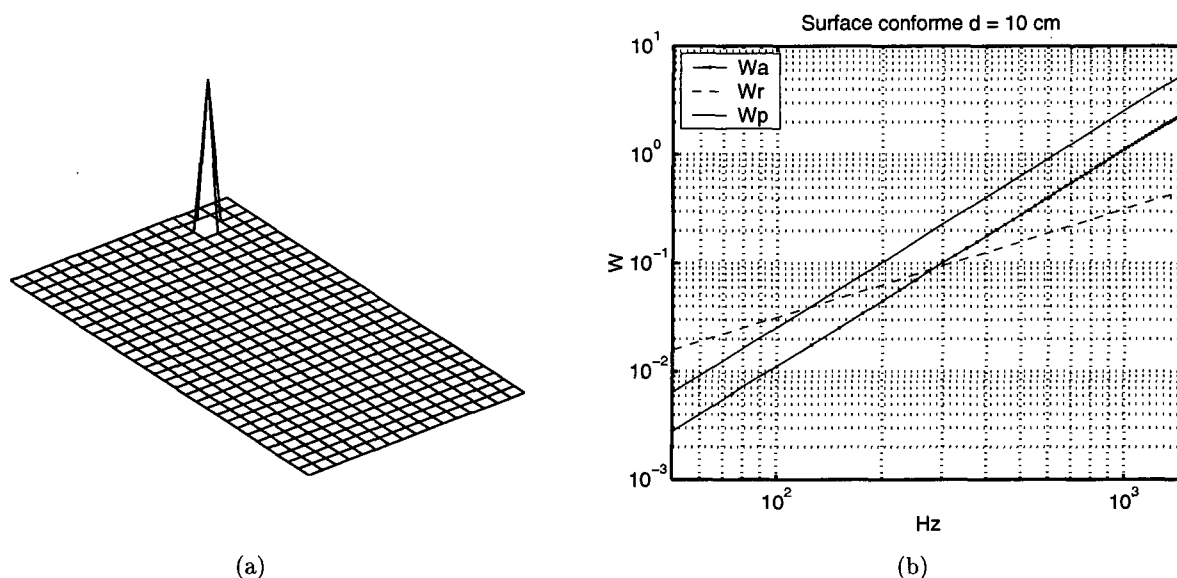 Surface conforme d = 10 cm
10^1
Wa
Wr
Wp
10^0
10^-1
W
10^-2
10^-3
10^2
10^3
Hz
(a)
(b)